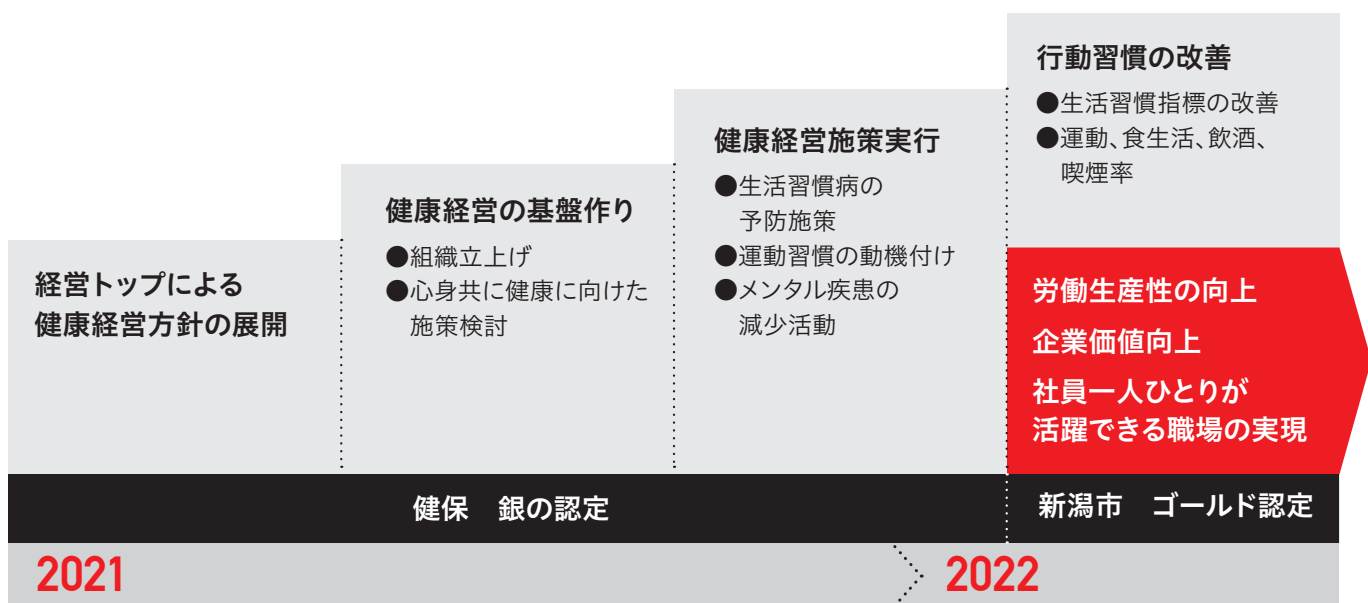 経営トップによる
健康経営方針の展開
健康経営の基盤作り
●組織立上げ
●心身共に健康に向けた
施策検討
健康経営施策実行
●生活習慣病の
予防施策
●運動習慣の動機付け
●メンタル疾患の
減少活動
行動習慣の改善
●生活習慣指標の改善
●運動、食生活、飲酒、
喫煙率
労働生産性の向上
企業価値向上
社員一人ひとりが
活躍できる職場の実現
健保　銀の認定
新潟市　ゴールド認定
2021
2022